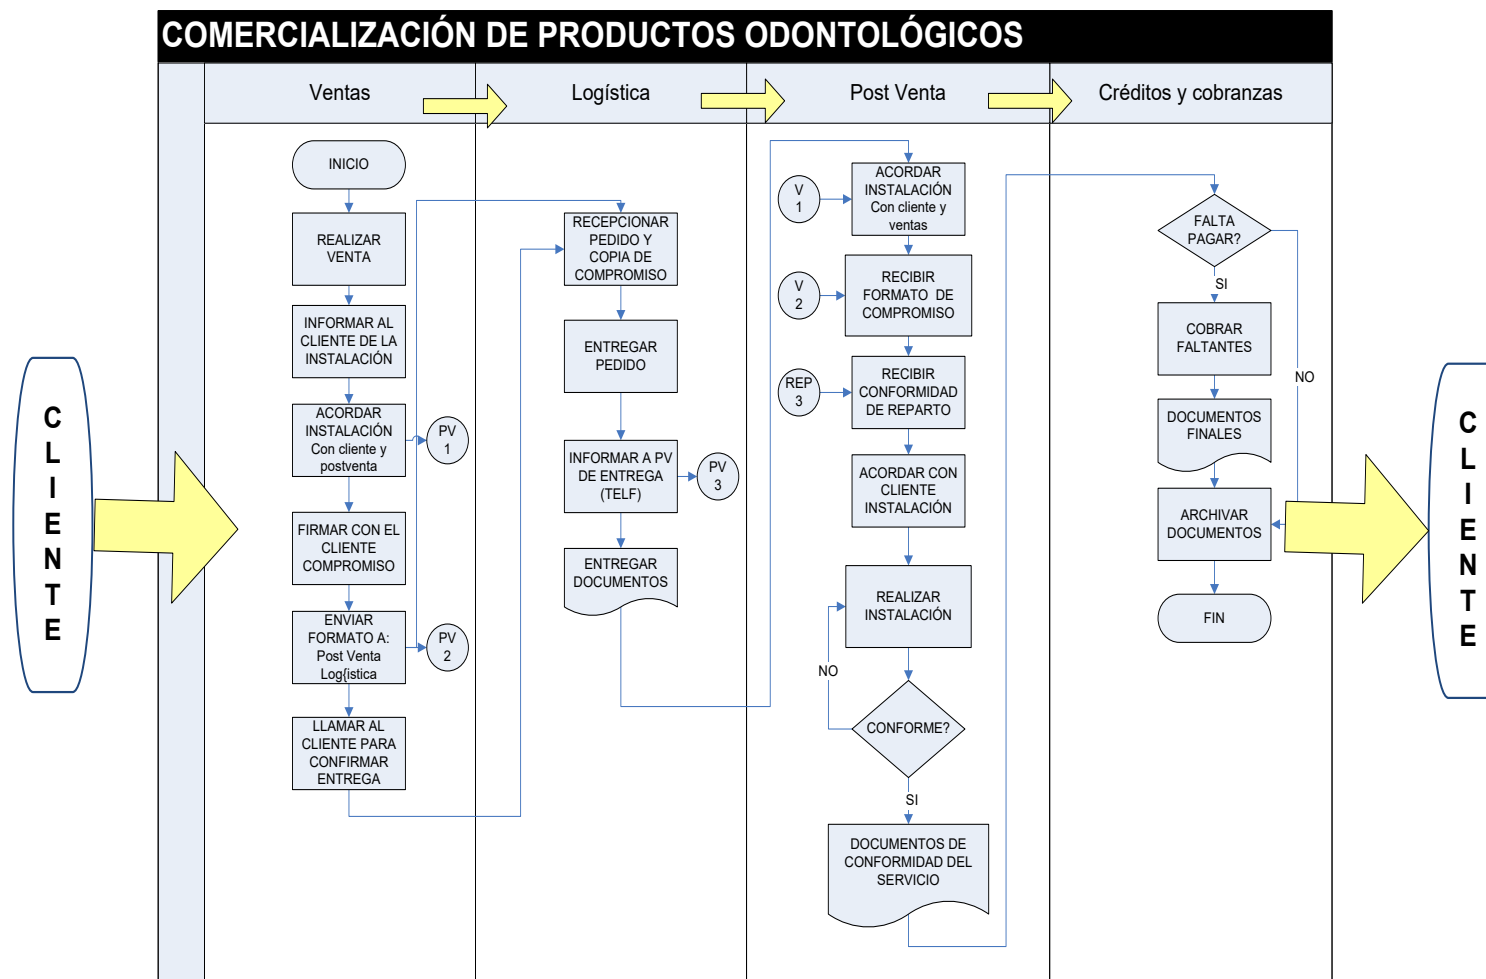 COMERCIALIZACIÓN DE PRODUCTOS ODONTOLÓGICOS
Ventas
Logística
Post Venta
Créditos y cobranzas
C
L
I
E
N
T
E
INICIO
REALIZAR
VENTA
INFORMAR AL
CLIENTE DE LA
INSTALACIÓN
ACORDAR
INSTALACIÓN
Con cliente y
postventa
PV
1
FIRMAR CON EL
CLIENTE
COMPROMISO
ENVIAR
FORMATO A:
Post Venta
Log{istica
PV
2
LLAMAR AL
CLIENTE PARA
CONFIRMAR
ENTREGA
RECEPCIONAR
PEDIDO Y
COPIA DE
COMPROMISO
ENTREGAR
PEDIDO
INFORMAR A PV
DE ENTREGA
(TELF)
PV
3
ENTREGAR
DOCUMENTOS
V
1
ACORDAR
INSTALACIÓN
Con cliente y
ventas
V
2
RECIBIR
FORMATO DE
COMPROMISO
REP
3
RECIBIR
CONFORMIDAD
DE REPARTO
ACORDAR CON
CLIENTE
INSTALACIÓN
REALIZAR
INSTALACIÓN
NO
CONFORME?
SI
DOCUMENTOS DE
CONFORMIDAD DEL
SERVICIO
FALTA
PAGAR?
SI
COBRAR
FALTANTES
NO
DOCUMENTOS
FINALES
ARCHIVAR
DOCUMENTOS
FIN
C
L
I
E
N
T
E